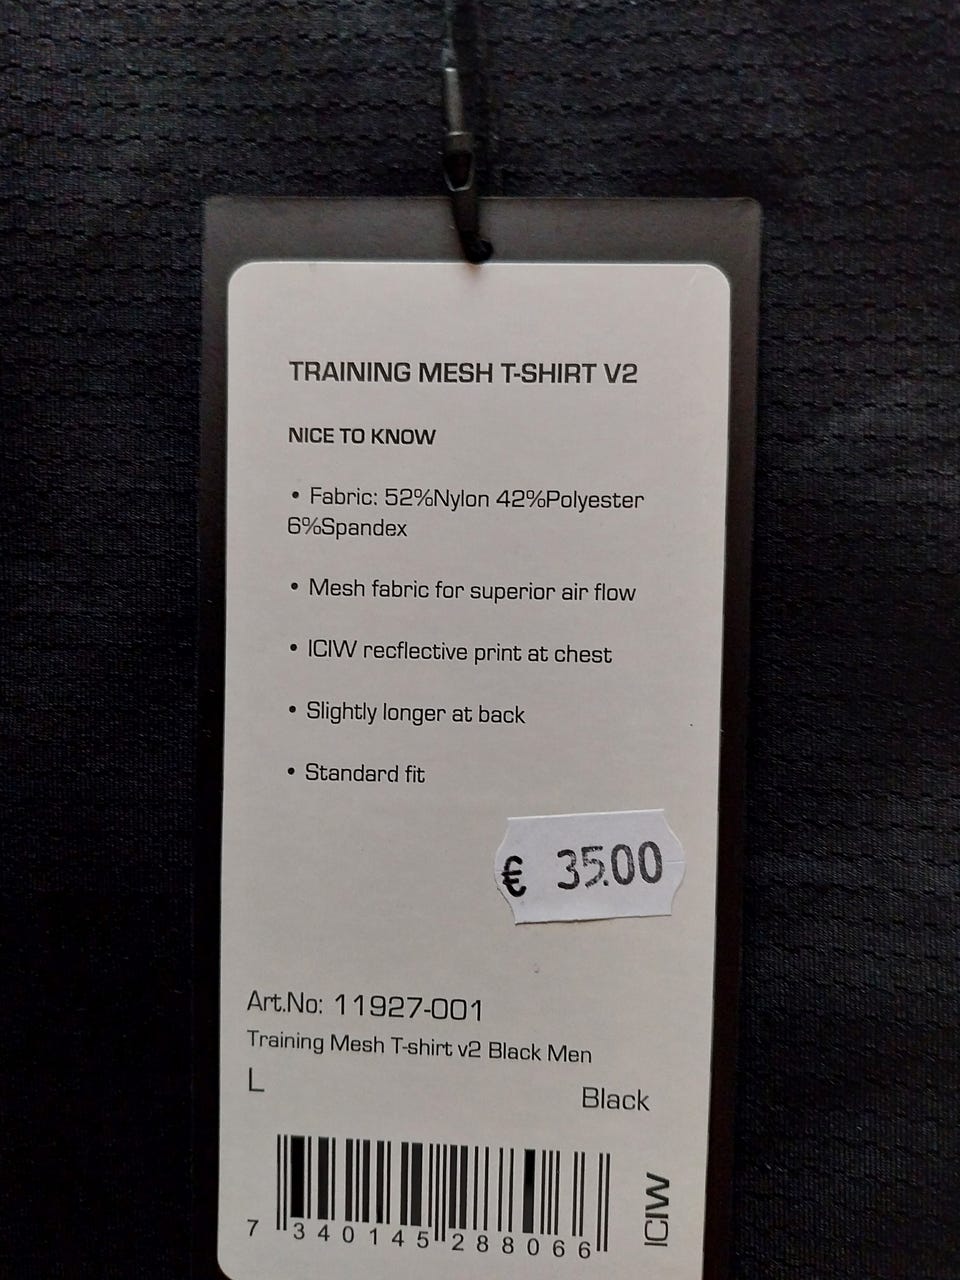 TRAINING MESH T-SHIRT V2
NICE TO KNOW
• Fabric: 52%Nylon 42%Polyester
6%Spandex
• Mesh fabric for superior air flow
• ICIW recflective print at chest
• Slightly longer at back
• Standard fit
€ 35.00
Art.No: 11927-001
Training Mesh T-shirt v2 Black Men
L
Black
7 340145 288066
ICIW